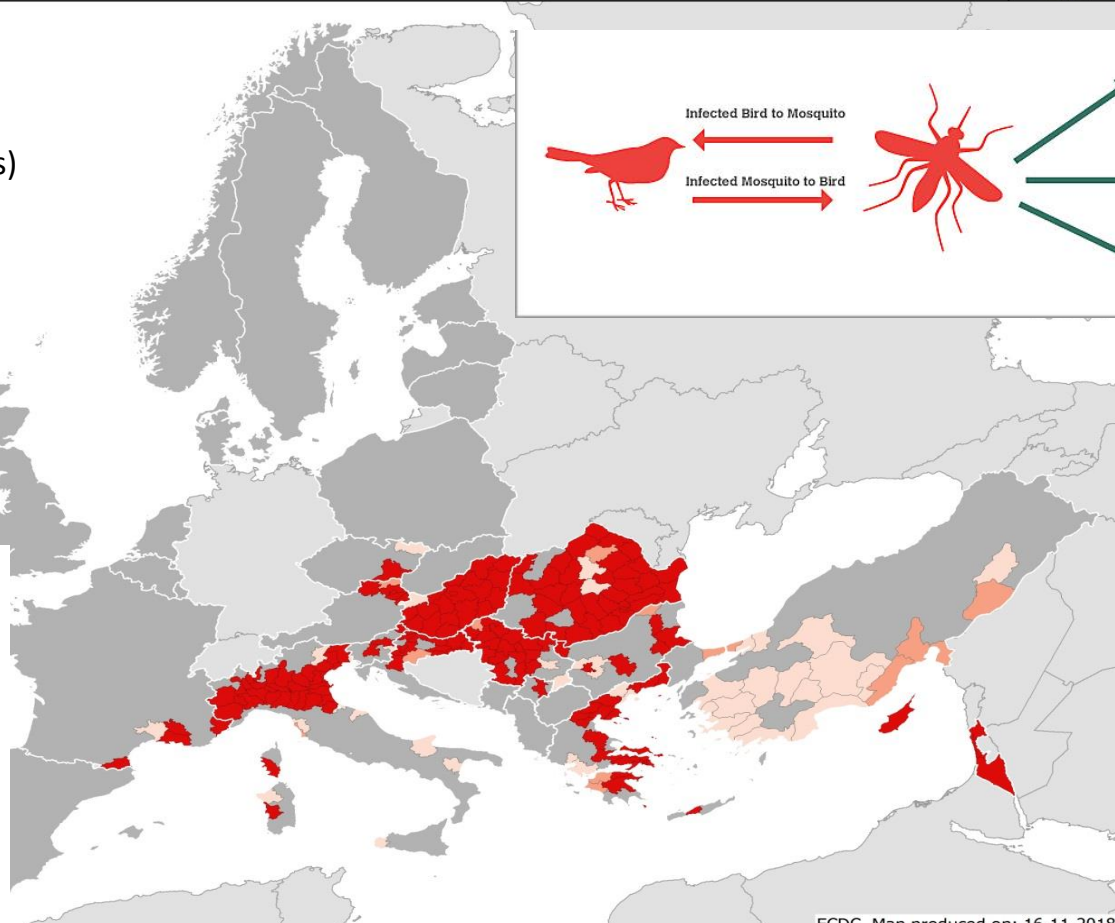 s)
Infected Bird to Mosquito
Infected Mosquito to Bird
ECDC. Map produced on: 16-11-2018